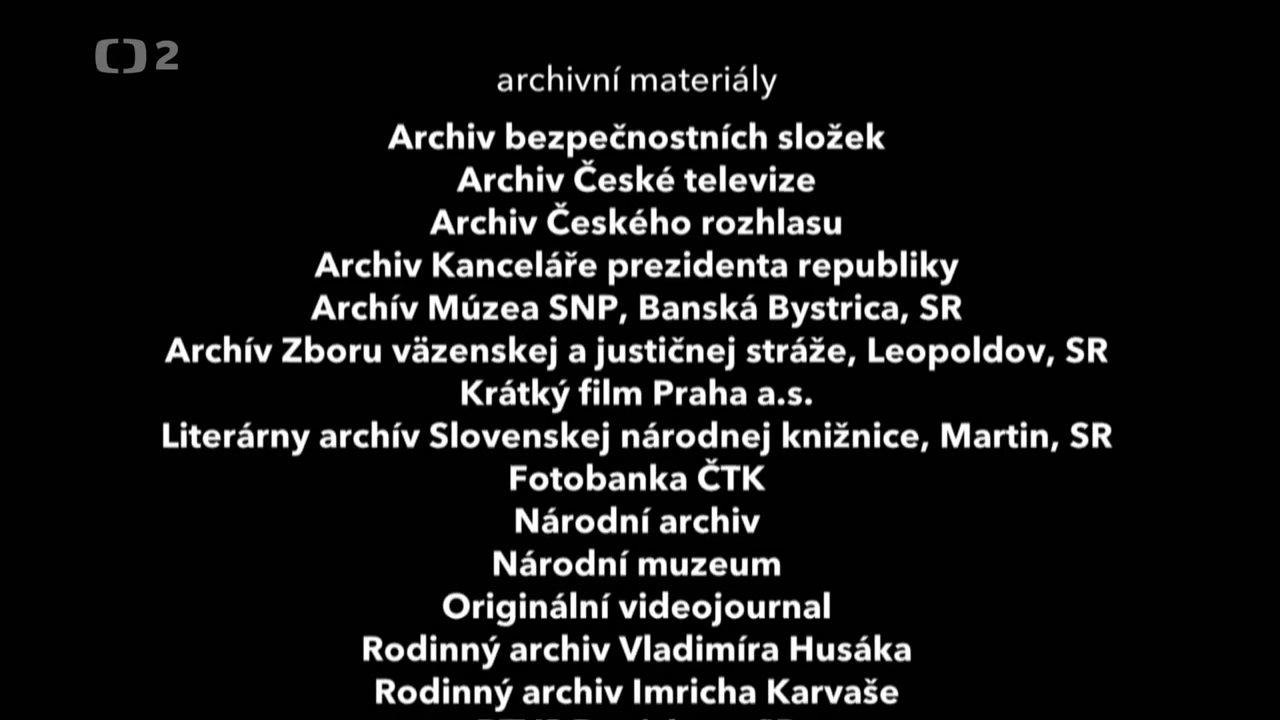 2
archivní materiály
Archiv bezpečnostních složek
Archiv České televize
Archiv Českého rozhlasu
Archiv Kanceláře prezidenta republiky
Archív Múzea SNP, Banská Bystrica, SR
Archív Zboru väzenskej a justičnej stráže, Leopoldov, SR
Krátký film Praha a.s.
Literárny archív Slovenskej národnej knižnice, Martin, SR
Fotobanka ČTK
Národní archiv
Národní muzeum
Originální videojournal
Rodinný archiv Vladimíra Husáka
Rodinný archiv Imricha Karvaše